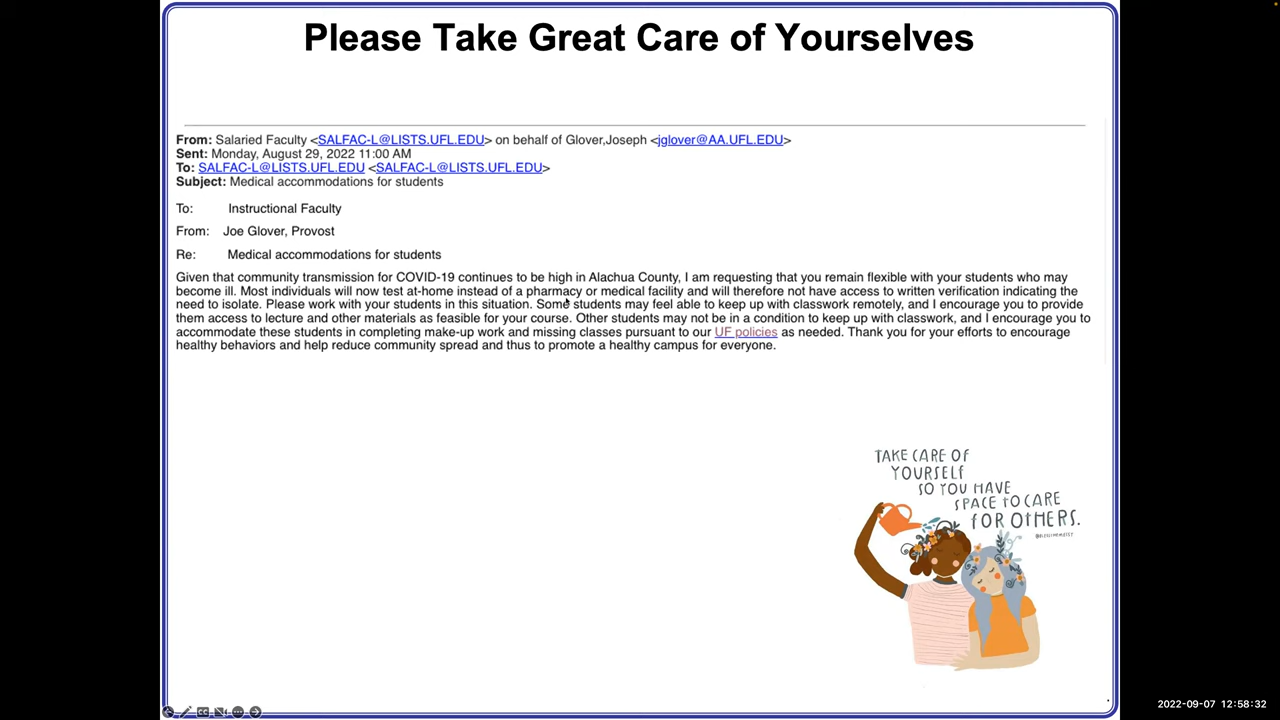 Please Take Great Care of Yourselves
From: Salaried Faculty <SALFAC-L@LISTS.UFL.EDU> on behalf of Glover,Joseph <jglover@AA.UFL.EDU>
Sent: Monday, August 29, 2022 11:00 AM
To: SALFAC-L@LISTS.UFL.EDU <SALFAC-L@LISTS.UFL.EDU>
Subject: Medical accommodations for students
To: Instructional Faculty
From: Joe Glover, Provost
Re: Medical accommodations for students
Given that community transmission for COVID-19 continues to be high in Alachua County, I am requesting that you remain flexible with your students who may
become ill. Most individuals will now test at-home instead of a pharmacy or medical facility and will therefore not have access to written verification indicating the
need to isolate. Please work with your students in this situation. Some students may feel able to keep up with classwork remotely, and I encourage you to provide
them access to lecture and other materials as feasible for your course. Other students may not be in a condition to keep up with classwork, and I encourage you to
accommodate these students in completing make-up work and missing classes pursuant to our UF policies as needed. Thank you for your efforts to encourage
healthy behaviors and help reduce community spread and thus to promote a healthy campus for everyone.
TAKE CARE OF
YOURSELF
SO YOU HAVE
SPACE TO CARE
FOR OTHERS.
CC
2022-09-07 12:58:32